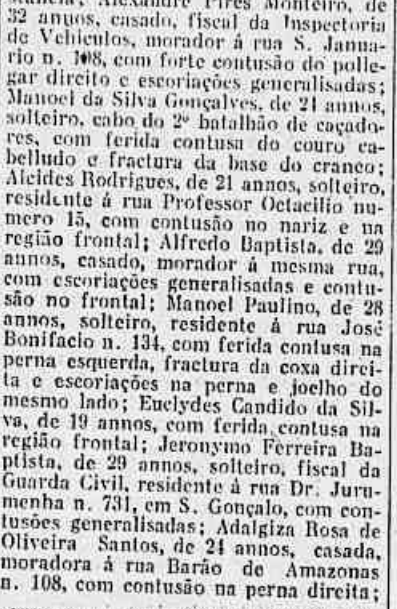 Alexandre Pires Monteiro, de
32 annos, casado, fiscal da Inspectoria
de Vehiculos, morador á rua S. Janua-
rio n. 108, com forte contusão do polle-
gar direito e escoriações generalisadas;
Manoel da Silva Gonçalves, de 21 annos,
solteiro, cabo do 2º batalhão de caçado-
res, com ferida contusa do couro ca-
belludo e fractura da base do craneo;
Alcides Rodrigues, de 21 annos, solteiro,
residente á rua Professor Octacilio nu-
mero 15, com contusão no nariz e na
região frontal; Alfredo Baptista, de 29
annos, casado, morador á mesma rua,
com escoriações generalisadas e contu-
são no frontal; Manoel Paulino, de 28
annos, solteiro, residente á rua José
Bonifacio n. 134, com ferida contusa na
perna esquerda, fractura da coxa direi-
ta e escoriações na perna e joelho do
mesmo lado; Euclydes Candido da Sil-
va, de 19 annos, com ferida contusa na
região frontal; Jeronymo Ferreira Ba-
ptista, de 29 annos, solteiro, fiscal da
Guarda Civil, residente á rua Dr. Juru-
menha n. 731, em S. Gonçalo, com con-
tusões generalisadas; Adalgiza Rosa de
Oliveira Santos, de 24 annos, casada,
moradora á rua Barão de Amazonas
n. 108, com contusão na perna direita;